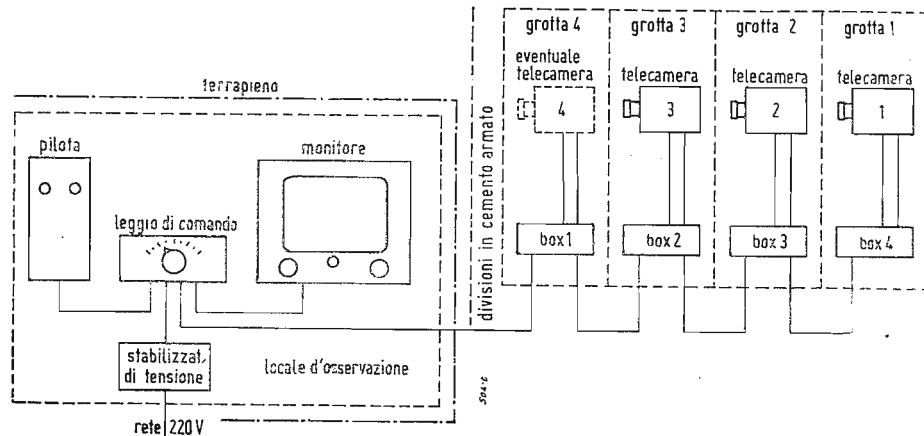 grotta 4
grotta 3
grotta 2
grotta 1
eventuale
telecamera
telecamera
telecamera
telecamera
4
3
2
1
terrapieno
divisioni in cemento armato
pilota
monitore
leggio di comando
box 1
box 2
box 3
box 4
stabilizzat.
di tensione
locale d'osservazione
rete 220 V